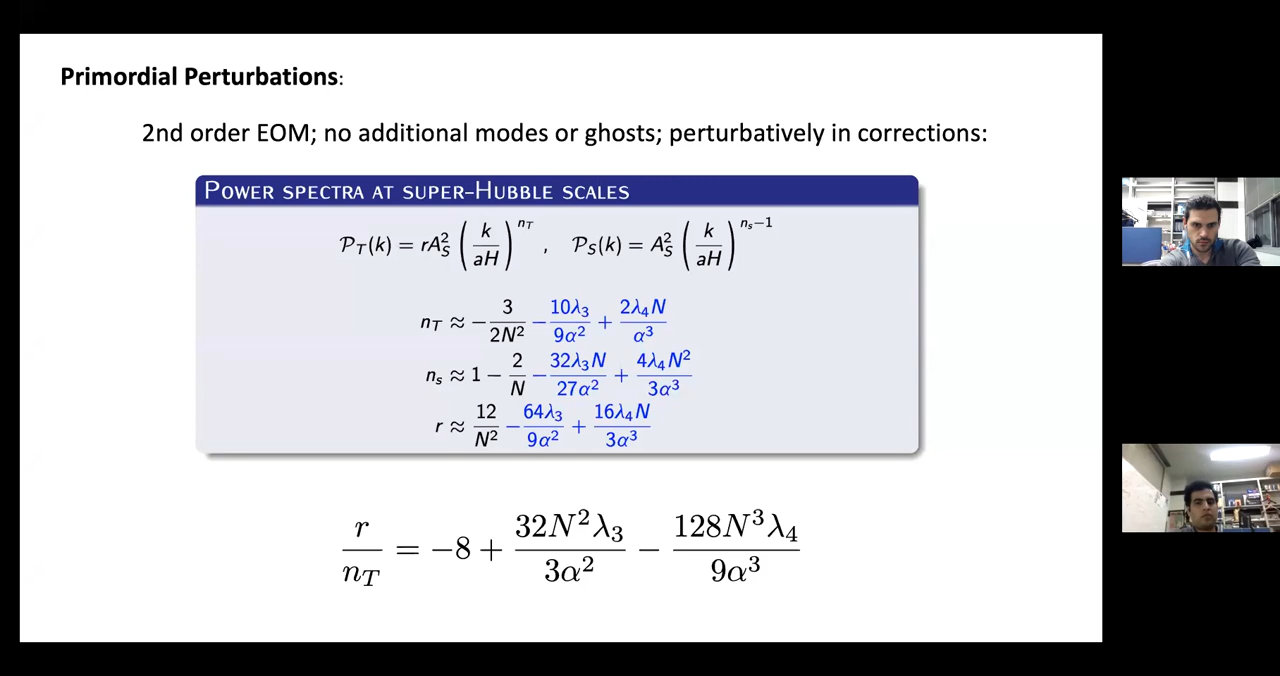 Primordial Perturbations:
2nd order EOM; no additional modes or ghosts; perturbatively in corrections:
Power spectra at super-Hubble scales
𝒫_T(k) = rA_S^2 (k/aH)^{n_T} , 𝒫_S(k) = A_S^2 (k/aH)^{n_s−1}
n_T ≈ −3/(2N^2) − 10λ_3/(9α^2) + 2λ_4N/α^3
n_s ≈ 1 − 2/N − 32λ_3N/(27α^2) + 4λ_4N^2/(3α^3)
r ≈ 12/N^2 − 64λ_3/(9α^2) + 16λ_4N/(3α^3)
r/n_T = −8 + 32N^2λ_3/(3α^2) − 128N^3λ_4/(9α^3)